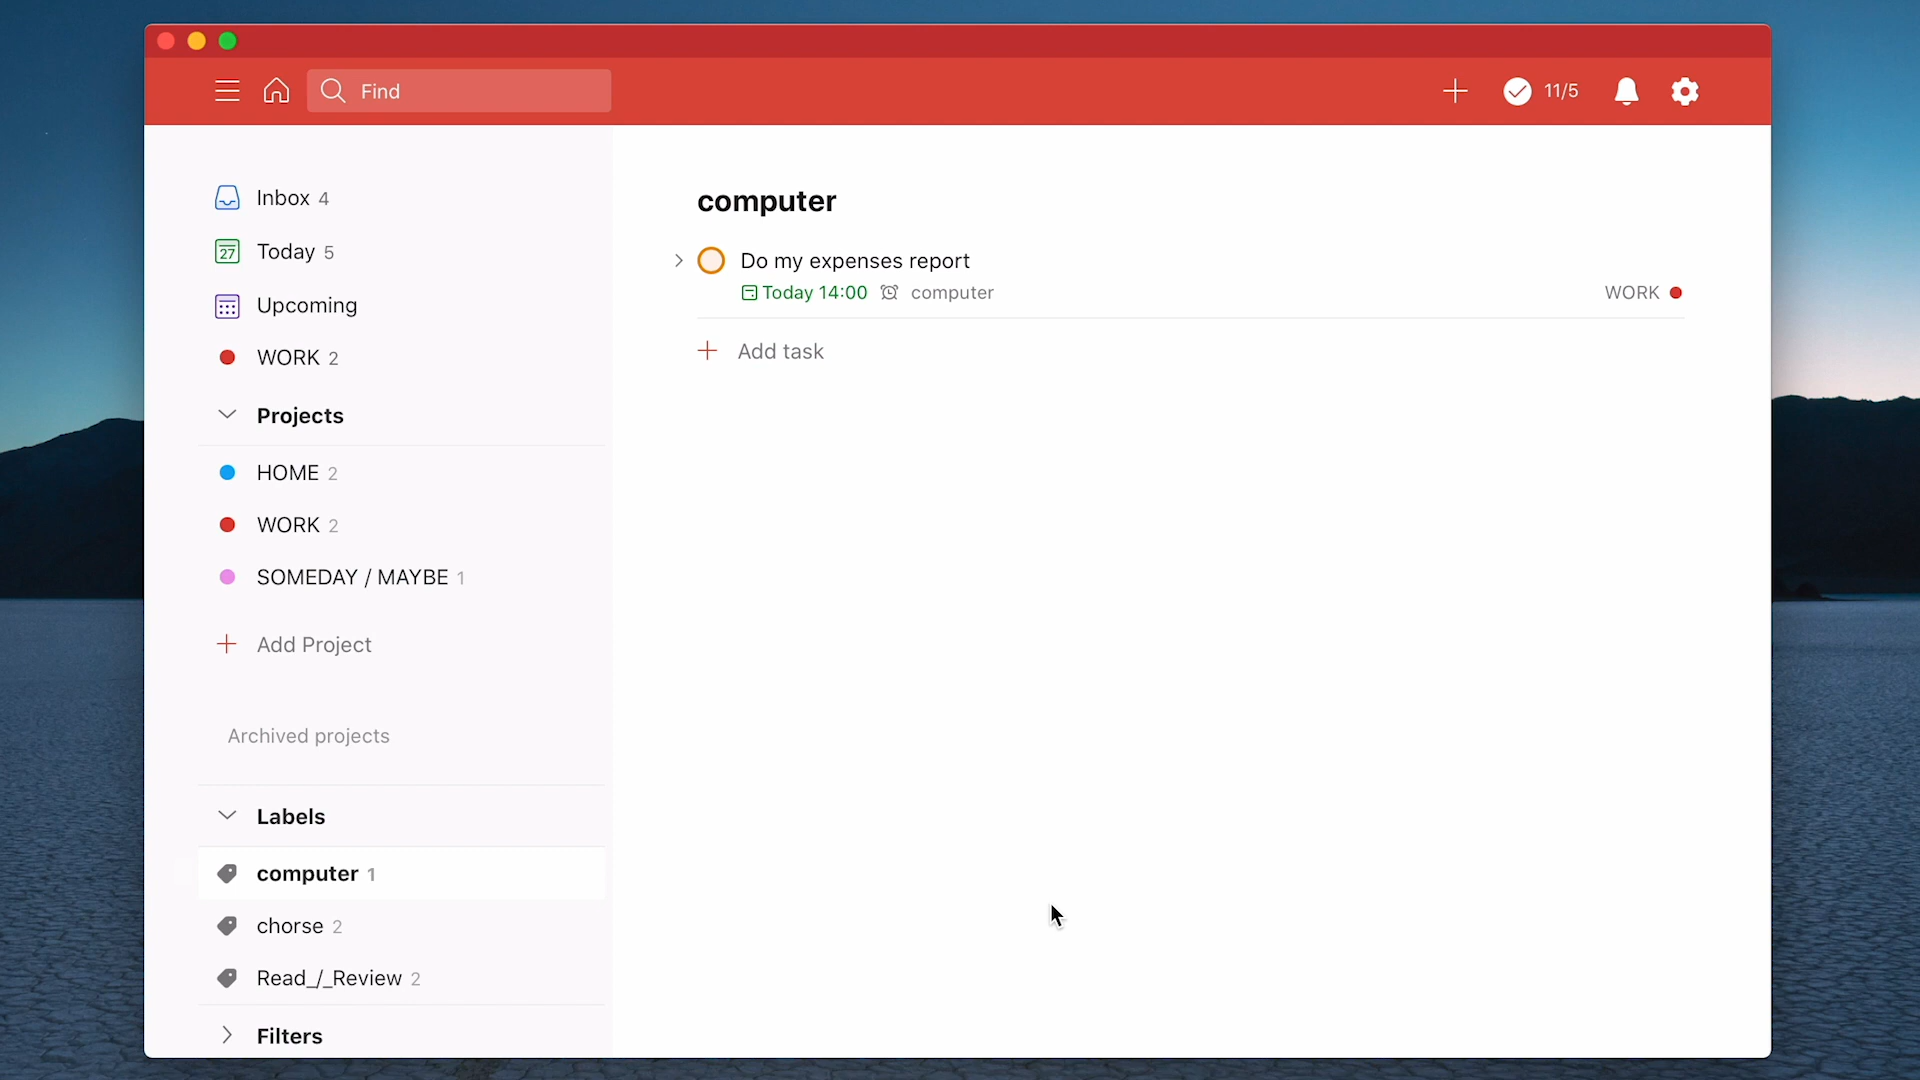 Find
11/5
Inbox 4
27
Today 5
Upcoming
WORK 2
Projects
HOME 2
WORK 2
SOMEDAY / MAYBE 1
Add Project
Archived projects
Labels
computer 1
chorse 2
Read_/_Review 2
Filters
computer
Do my expenses report
Today 14:00 computer
WORK
Add task